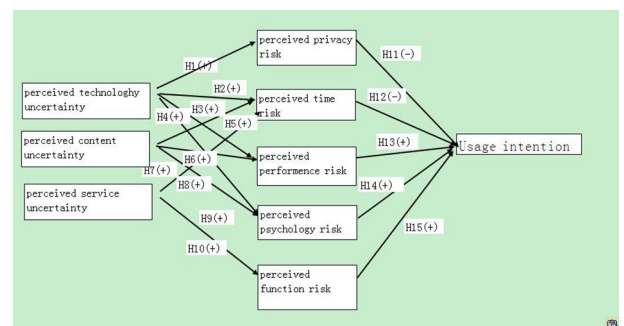 perceived privacy
risk
H11(-)
H1(+)
H2(+)
H12(-)
perceived technologhy
uncertainty
perceived time
risk
H3(+)
H4(+)
H5(+)
H13(+)
Usage intention
perceived content
uncertainty
perceived
performence risk
H6(+)
H7(+)
H8(+)
H14(+)
perceived service
uncertainty
perceived
psychology risk
H9(+)
H15(+)
H10(+)
perceived
function risk